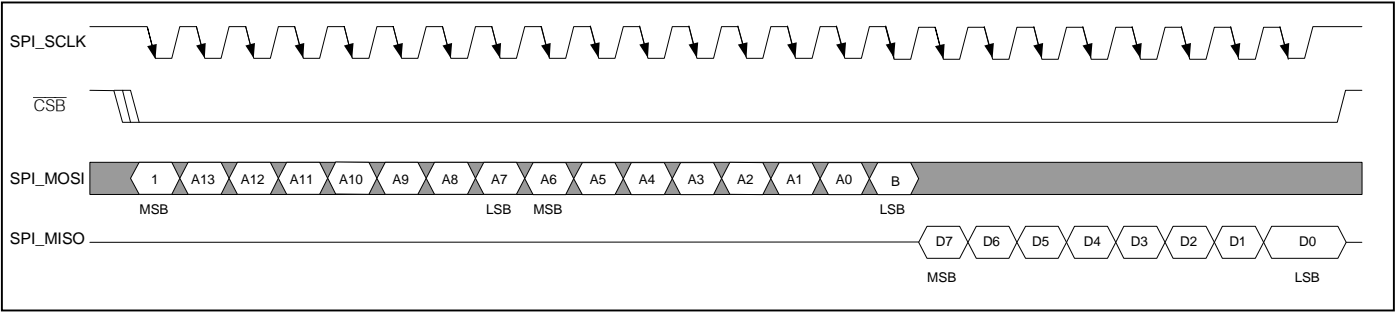 SPI_SCLK
CSB
SPI_MOSI 1 A13 A12 A11 A10 A9 A8 A7 A6 A5 A4 A3 A2 A1 A0 B
MSB LSB MSB LSB
SPI_MISO D7 D6 D5 D4 D3 D2 D1 D0
MSB LSB